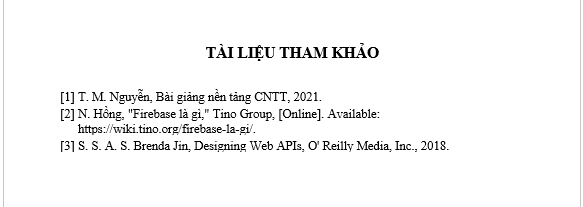 TÀI LIỆU THAM KHẢO
[1] T. M. Nguyễn, Bài giảng nền tảng CNTT, 2021.
[2] N. Hồng, "Firebase là gì," Tino Group, [Online]. Available:
https://wiki.tino.org/firebase-la-gi/.
[3] S. S. A. S. Brenda Jin, Designing Web APIs, O' Reilly Media, Inc., 2018.